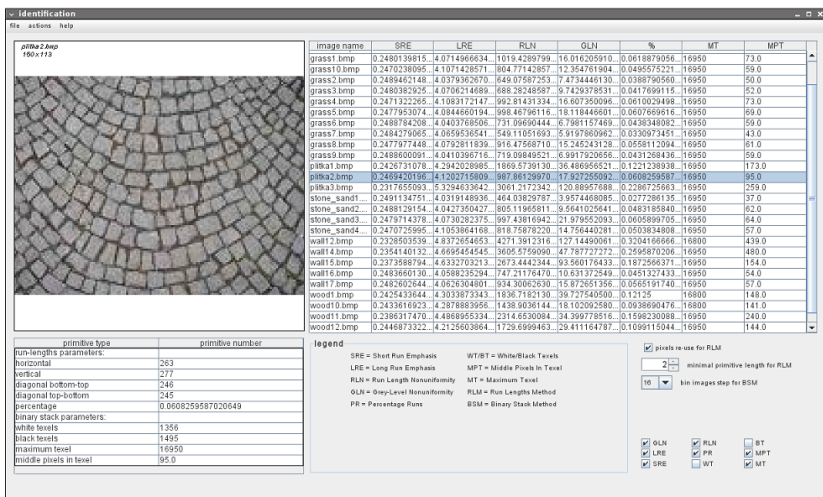 identification
file actions help
plitka2.bmp
150x113
image name SRE LRE RLN GLN % MT MPT
grass1.bmp 0.2480139815... 4.0714966634... 1019.4289799... 16.016205910... 0.0618879056... 16950 73.0
grass10.bmp 0.2470238095... 4.1071428571... 804.77142857... 12.354761904... 0.0495575221... 16950 59.0
grass2.bmp 0.2489462148... 4.0379362670... 649.07587253... 7.4734446130... 0.0388790560... 16950 50.0
grass3.bmp 0.2480382925... 4.0706214689... 688.28248587... 9.7429378531... 0.0417699115... 16950 52.0
grass4.bmp 0.2471322265... 4.1083172147... 992.81431334... 16.607350096... 0.0610029498... 16950 73.0
grass5.bmp 0.2477953074... 4.0844660194... 998.46796116... 18.118446601... 0.0607669616... 16950 69.0
grass6.bmp 0.2488784208... 4.0403768506... 731.09690444... 6.7981157469... 0.0438348082... 16950 59.0
grass7.bmp 0.2484279065... 4.0659536541... 549.11051693... 5.9197860962... 0.0330973451... 16950 43.0
grass8.bmp 0.2477977448... 4.0792811839... 916.47568710... 15.245243128... 0.0558112094... 16950 61.0
grass9.bmp 0.2488600091... 4.0410396716... 719.09849521... 6.9917920656... 0.0431268436... 16950 59.0
plitka1.bmp 0.2426731078... 4.2942028985... 1869.5739130... 36.486956521... 0.1221238938... 16950 173.0
plitka2.bmp 0.2469420196... 4.1202715809... 987.86129970... 17.927255092... 0.0608259587... 16950 95.0
plitka3.bmp 0.2317655093... 5.3294633642... 3061.2172342... 120.88957688... 0.2286725663... 16950 259.0
stone_sand1.... 0.2491134751... 4.0319148936... 464.03829787... 3.9574468085... 0.0277286135... 16950 37.0
stone_sand2.... 0.2488129154... 4.0427350427... 805.11965811... 9.5641025641... 0.0483185840... 16950 62.0
stone_sand3.... 0.2479714378... 4.0730282375... 997.43816942... 21.979552093... 0.0605899705... 16950 64.0
stone_sand4.... 0.2470725995... 4.1053864168... 818.75878220... 14.756440281... 0.0503834808... 16950 57.0
wall12.bmp 0.2328503539... 4.8372654653... 4271.3912316... 127.14490061... 0.3204166666... 16800 439.0
wall14.bmp 0.2354140132... 4.6695454545... 3605.5759090... 47.787727272... 0.2595870206... 16950 480.0
wall15.bmp 0.2373588794... 4.6332703213... 2673.4442344... 93.560176433... 0.1872566371... 16950 154.0
wall16.bmp 0.2483660130... 4.0588235294... 747.21176470... 10.631372549... 0.0451327433... 16950 54.0
wall17.bmp 0.2482602644... 4.0626304801... 934.30062630... 15.872651356... 0.0565191740... 16950 57.0
wood1.bmp 0.2425433644... 4.3033873343... 1836.7182130... 39.727540500... 0.12125 16800 148.0
wood10.bmp 0.2433616923... 4.2878883956... 1438.9036144... 18.102092580... 0.0938690476... 16800 141.0
wood11.bmp 0.2386317470... 4.4868955334... 2314.6530084... 34.399778516... 0.1598230088... 16950 240.0
wood12.bmp 0.2446873322... 4.2125603864... 1729.6999463... 29.411164787... 0.1099115044... 16950 144.0
primitive type primitive number
run-lengths parameters:
horizontal 263
vertical 277
diagonal bottom-top 246
diagonal top-bottom 245
percentage 0.0608259587020649
binary stack parameters:
white texels 1356
black texels 1495
maximum texel 16950
middle pixels in texel 95.0
legend
SRE = Short Run Emphasis WT/BT = White/Black Texels
LRE = Long Run Emphasis MPT = Middle Pixels In Texel
RLN = Run Length Nonuniformity MT = Maximum Texel
GLN = Grey-Level Nonuniformity RLM = Run Lengths Method
PR = Percentage Runs BSM = Binary Stack Method
pixels re-use for RLM
2 minimal primitive length for RLM
16 bin images step for BSM
GLN RLN BT
LRE PR MPT
SRE WT MT